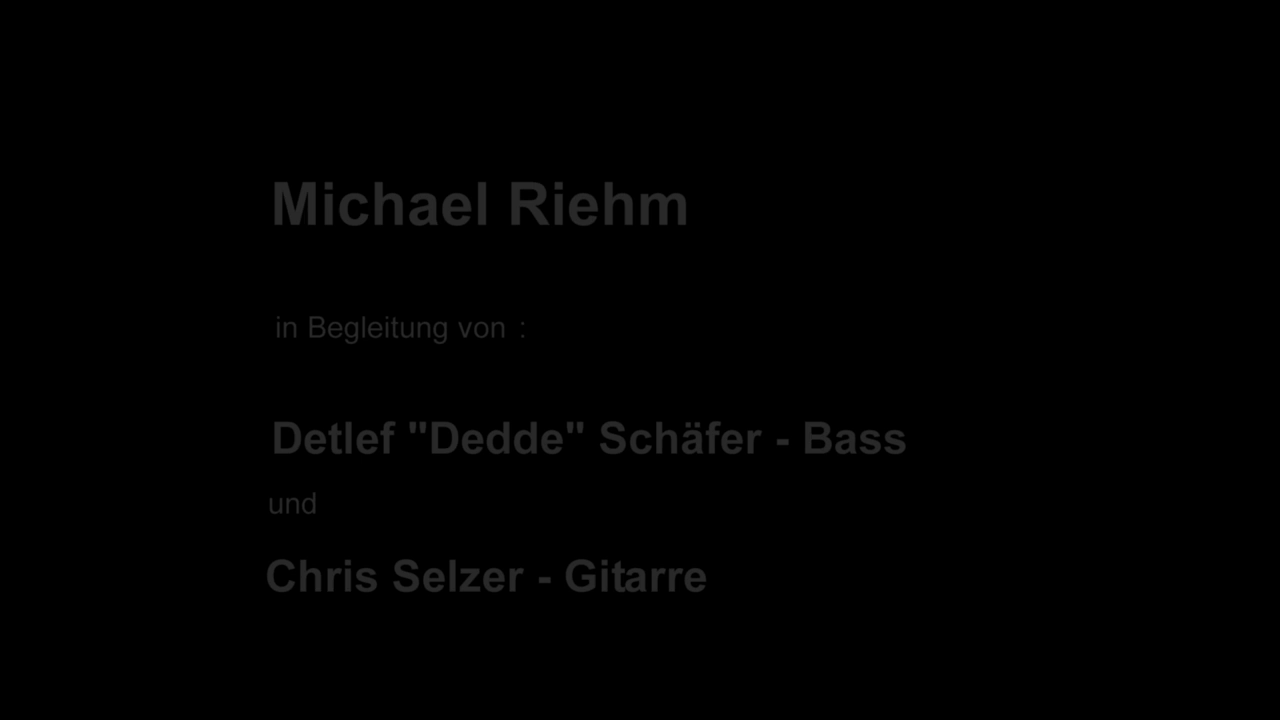 Michael Riehm
in Begleitung von :
Detlef "Dedde" Schäfer - Bass
und
Chris Selzer - Gitarre